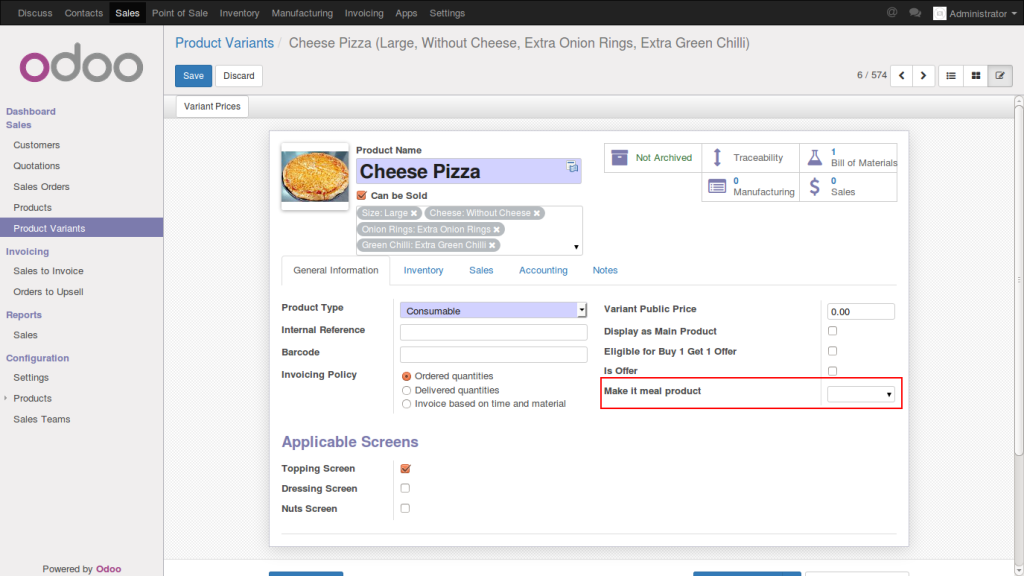 Discuss Contacts Sales Point of Sale Inventory Manufacturing Invoicing Apps Settings @ Administrator
odoo
Product Variants / Cheese Pizza (Large, Without Cheese, Extra Onion Rings, Extra Green Chilli)
Save Discard 6 / 574
Variant Prices
Dashboard
Sales
Customers
Quotations
Sales Orders
Products
Product Variants
Invoicing
Sales to Invoice
Orders to Upsell
Reports
Sales
Configuration
Settings
Products
Sales Teams
Powered by Odoo
Product Name
Cheese Pizza
Can be Sold
Size: Large Cheese: Without Cheese
Onion Rings: Extra Onion Rings
Green Chilli: Extra Green Chilli
Not Archived
Traceability
1
Bill of Materials
0
Manufacturing
0
Sales
General Information Inventory Sales Accounting Notes
Product Type Consumable
Internal Reference
Barcode
Invoicing Policy Ordered quantities
Delivered quantities
Invoice based on time and material
Variant Public Price 0.00
Display as Main Product
Eligible for Buy 1 Get 1 Offer
Is Offer
Make it meal product
Applicable Screens
Topping Screen
Dressing Screen
Nuts Screen